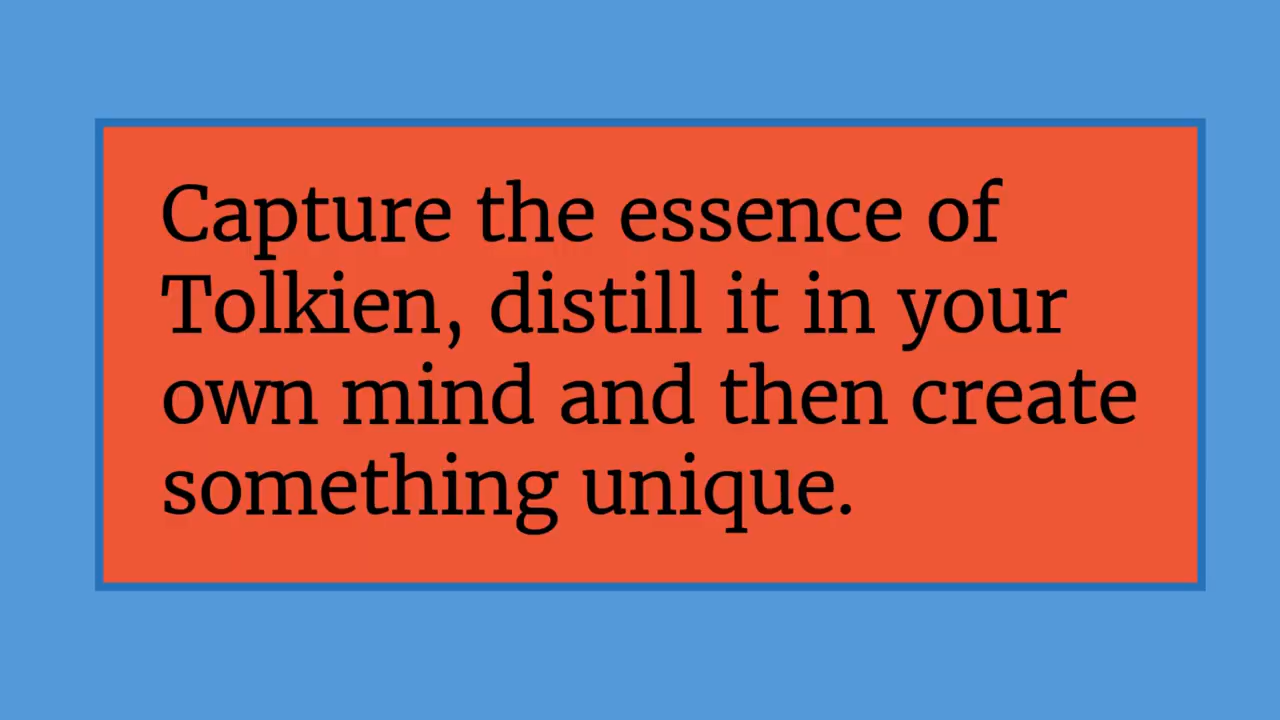 Capture the essence of
Tolkien, distill it in your
own mind and then create
something unique.